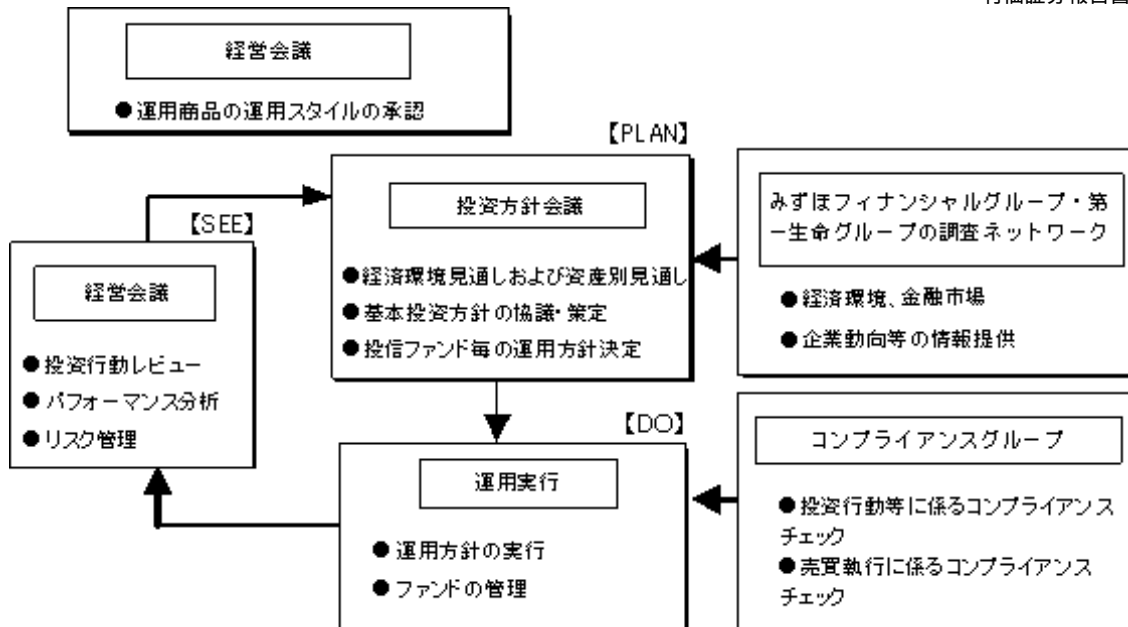 経営会議
●運用商品の運用スタイルの承認
【PLAN】
投資方針会議
●経済環境見通しおよび資産別見通し
●基本投資方針の協議・策定
●投信ファンド毎の運用方針決定
みずほフィナンシャルグループ・第
一生命グループの調査ネットワーク
●経済環境、金融市場
●企業動向等の情報提供
【SEE】
経営会議
●投資行動レビュー
●パフォーマンス分析
●リスク管理
【DO】
運用実行
●運用方針の実行
●ファンドの管理
コンプライアンスグループ
●投資行動等に係るコンプライアンス
チェック
●売買執行に係るコンプライアンス
チェック